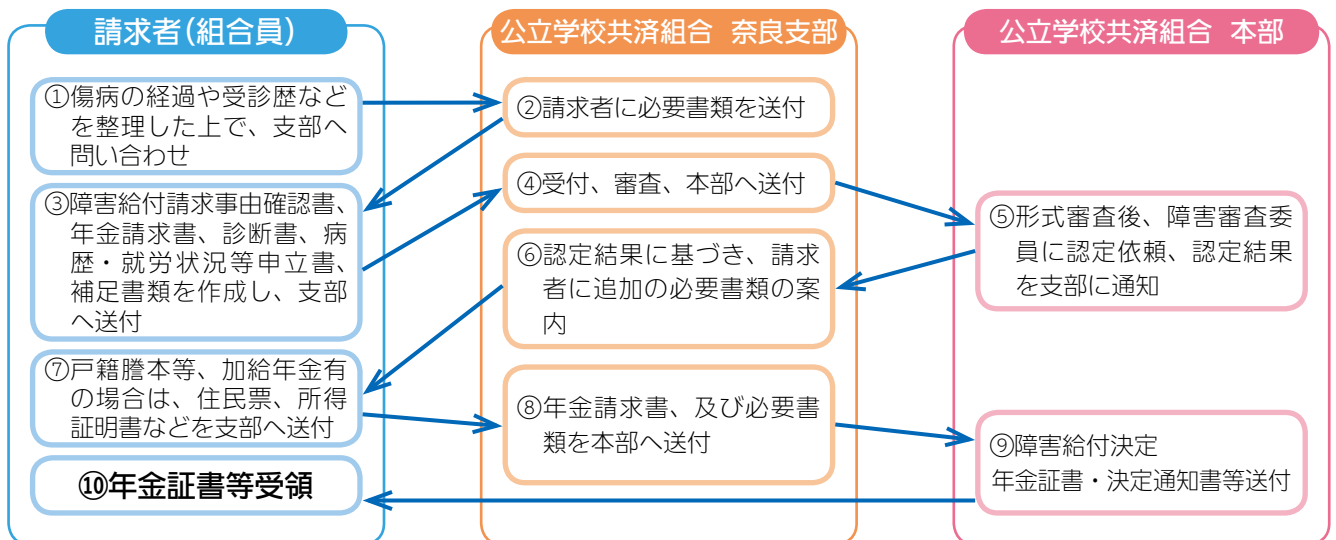 請求者（組合員）
①傷病の経過や受診歴など
を整理した上で、支部へ
問い合わせ
③障害給付請求事由確認書、
年金請求書、診断書、病
歴・就労状況等申立書、
補足書類を作成し、支部
へ送付
⑦戸籍謄本等、加給年金有
の場合は、住民票、所得
証明書などを支部へ送付
⑩年金証書等受領
公立学校共済組合 奈良支部
②請求者に必要書類を送付
④受付、審査、本部へ送付
⑥認定結果に基づき、請求
者に追加の必要書類の案
内
⑧年金請求書、及び必要書
類を本部へ送付
公立学校共済組合 本部
⑤形式審査後、障害審査委
員に認定依頼、認定結果
を支部に通知
⑨障害給付決定
年金証書・決定通知書等送付